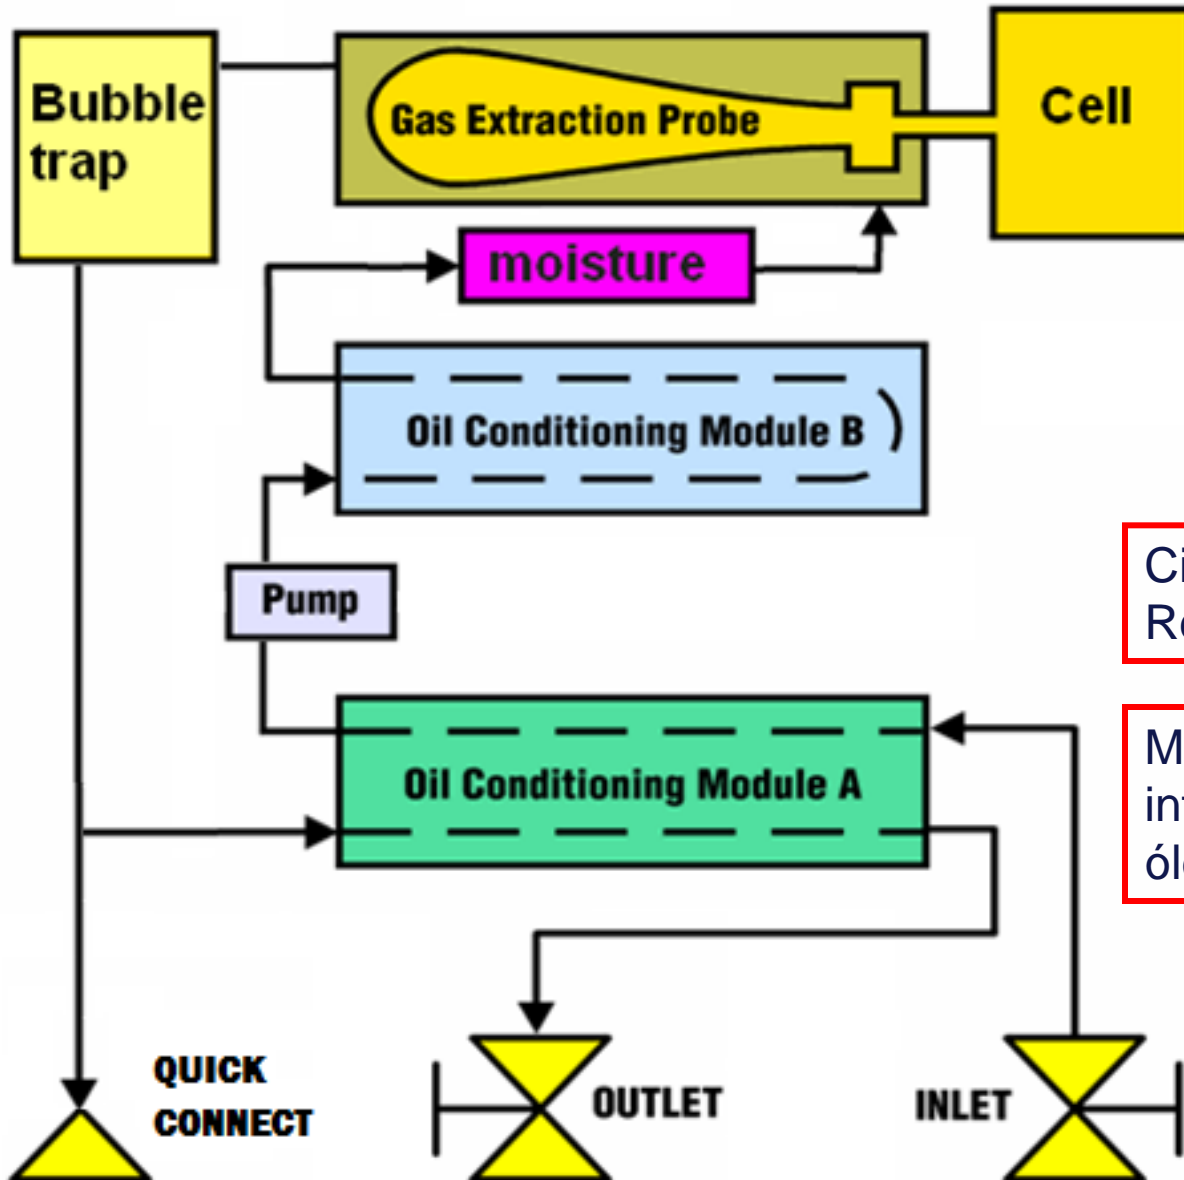 Bubble
trap
Gas Extraction Probe
Cell
moisture
Oil Conditioning Module B
Pump
Oil Conditioning Module A
QUICK
CONNECT
OUTLET
INLET